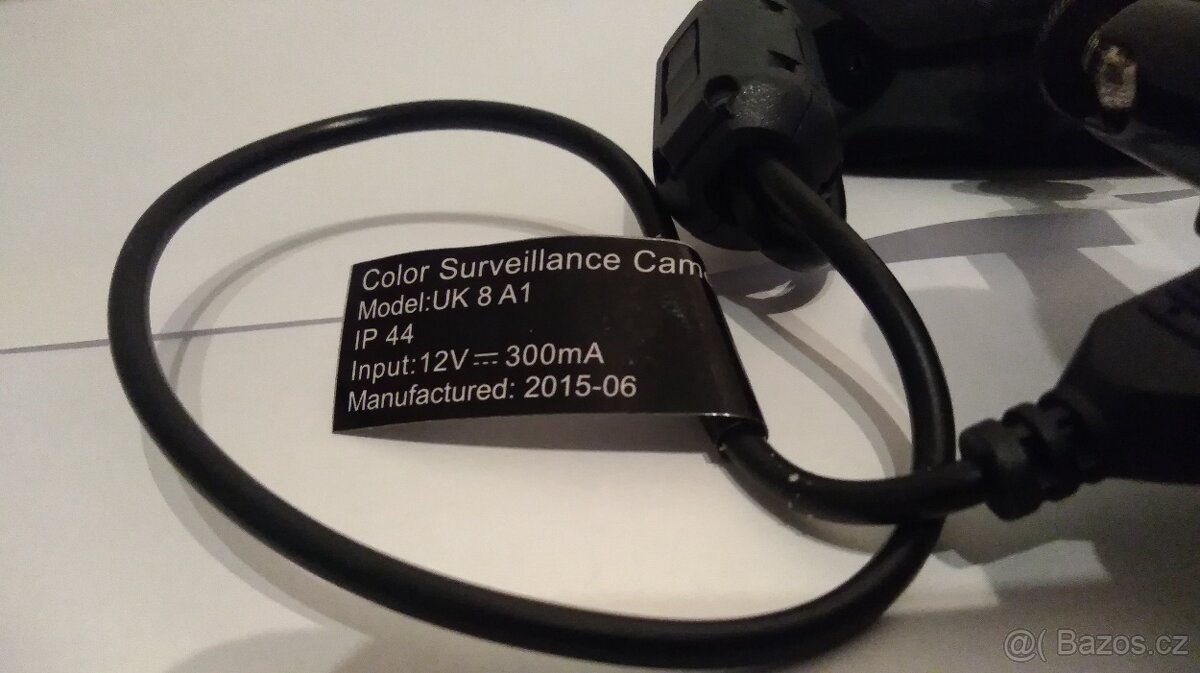 Color Surveillance Cam
Model:UK 8 A1
IP 44
Input:12V⎓300mA
Manufactured: 2015-06
@( Bazos.cz